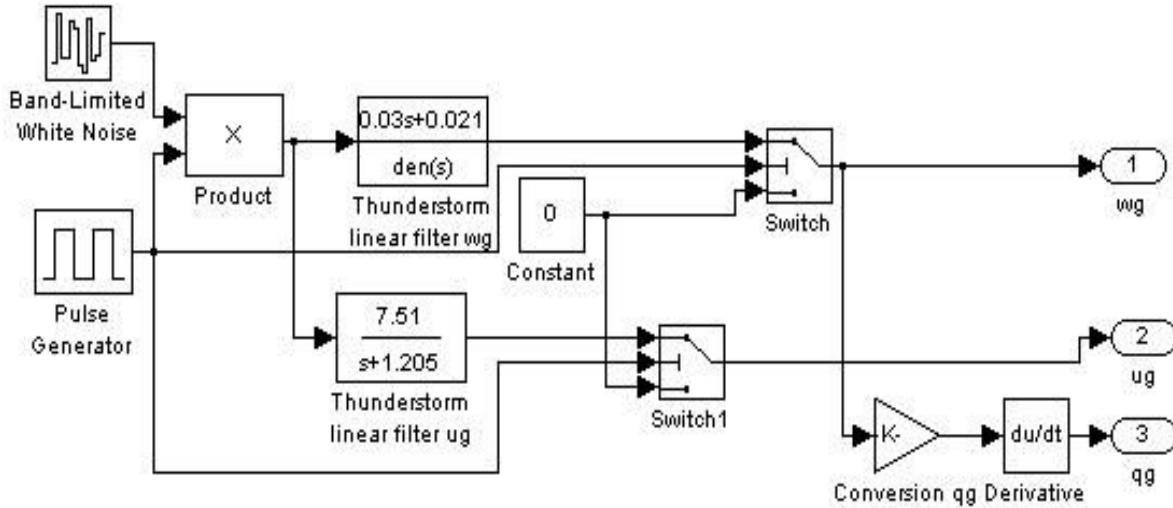 Band-Limited
White Noise
X
Product
0.03s+0.021
den(s)
Thunderstorm
linear filter wg
0
Constant
Switch
1
wg
Pulse
Generator
7.51
s+1.205
Thunderstorm
linear filter ug
Switch1
2
ug
K-
Conversion qg
du/dt
Derivative
3
qg